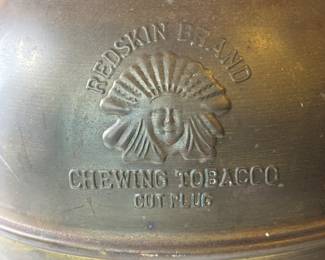 REDSKIN BRAND
CHEWING TOBACCO
CUT PLUG